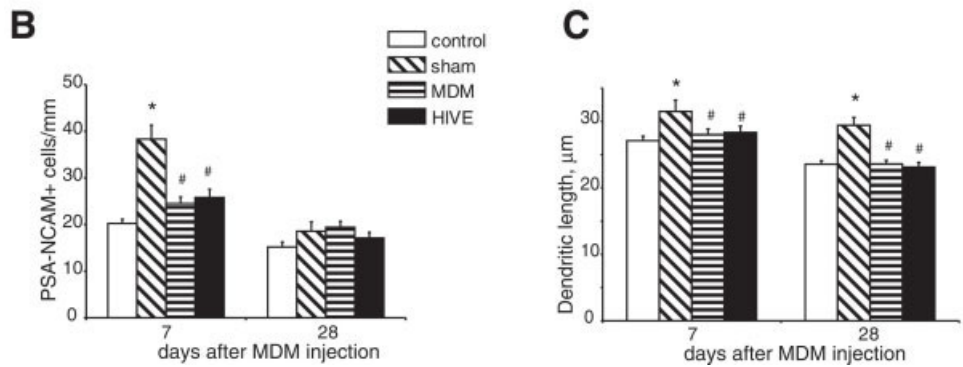 B
control
sham
MDM
HIVE
PSA-NCAM+ cells/mm
50
40
30
20
10
0
*
#
#
7
28
days after MDM injection
C
Dendritic length, µm
30
20
10
0
*
#
#
*
#
#
7
28
days after MDM injection